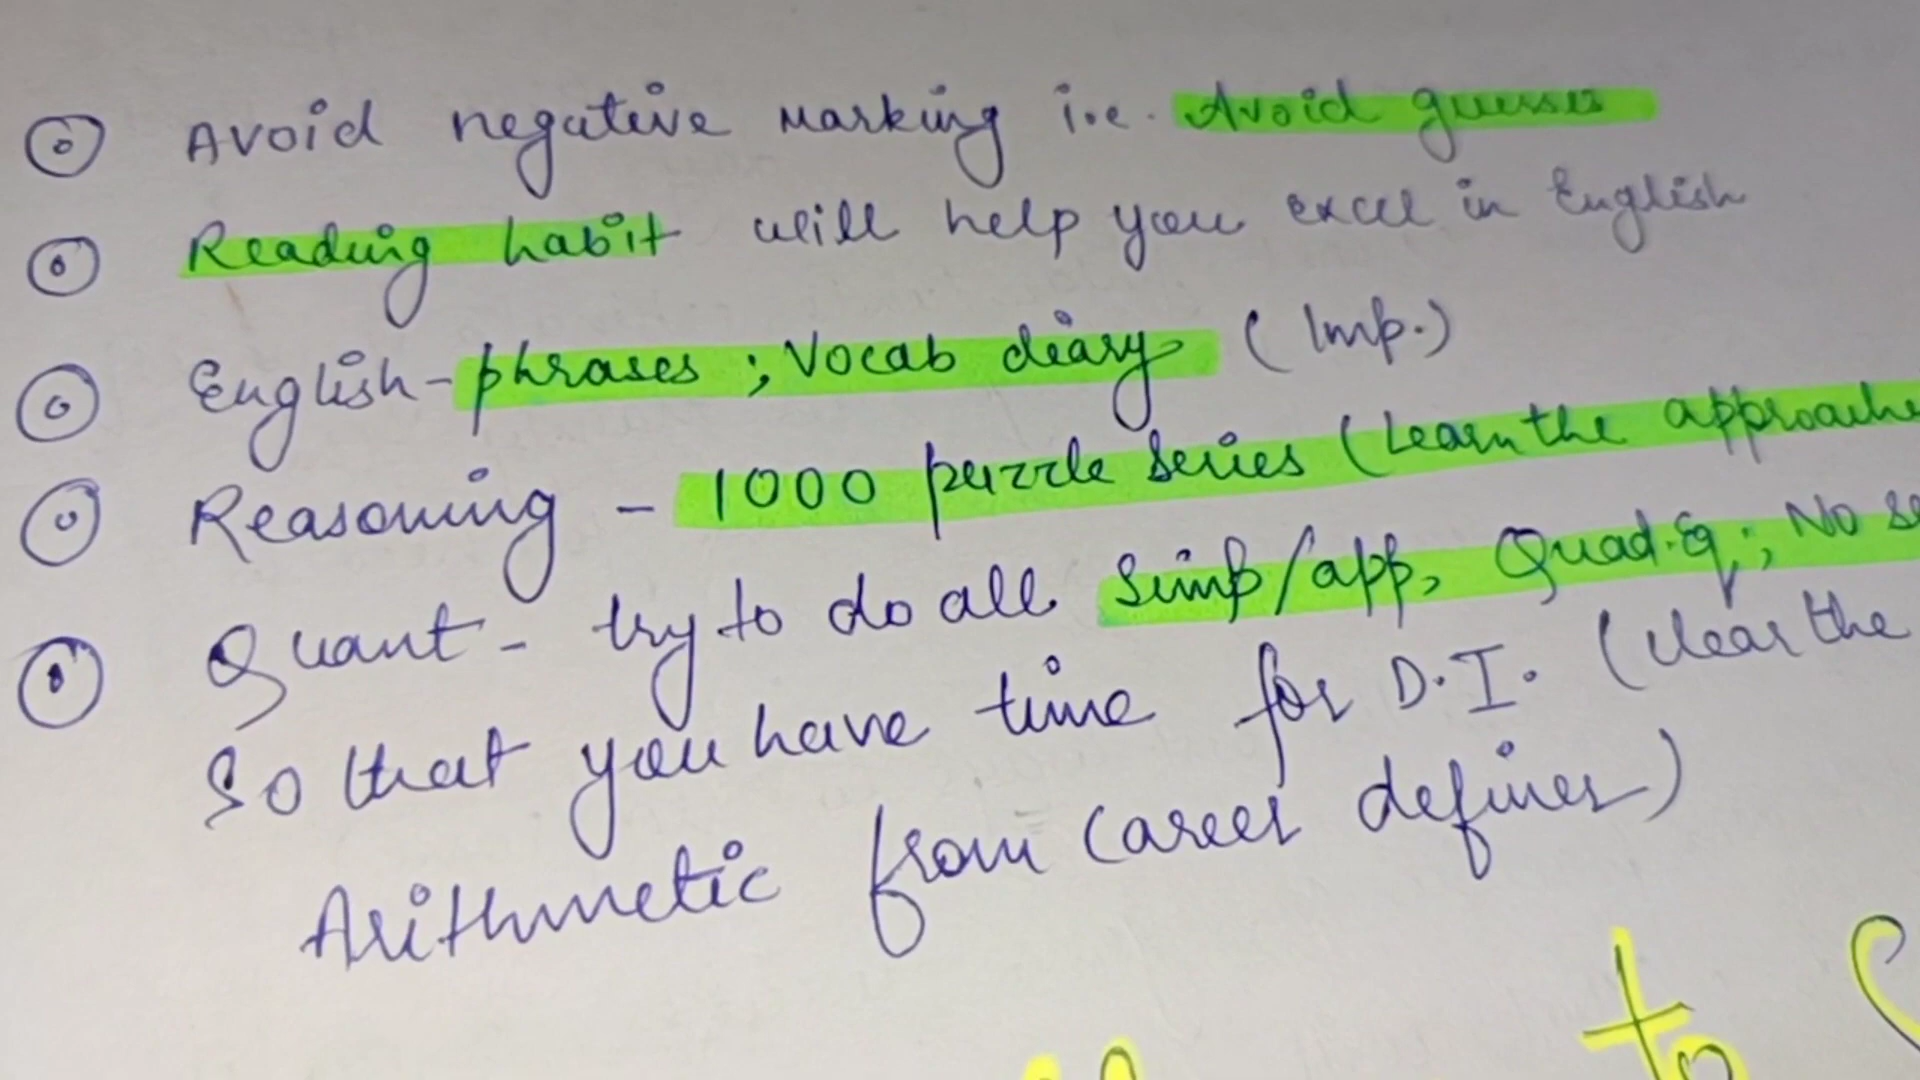 Avoid negative marking i.e. Avoid guesses
Reading habit will help you excel in English
English - phrases ; Vocab diary (Imp.)
Reasoning - 1000 puzzle series (Learn the
Quant - try to do all Simp/app, Quad. Eq. ; No
So that you have time for D.I. (clear the
Arithmetic from Career definer)
to